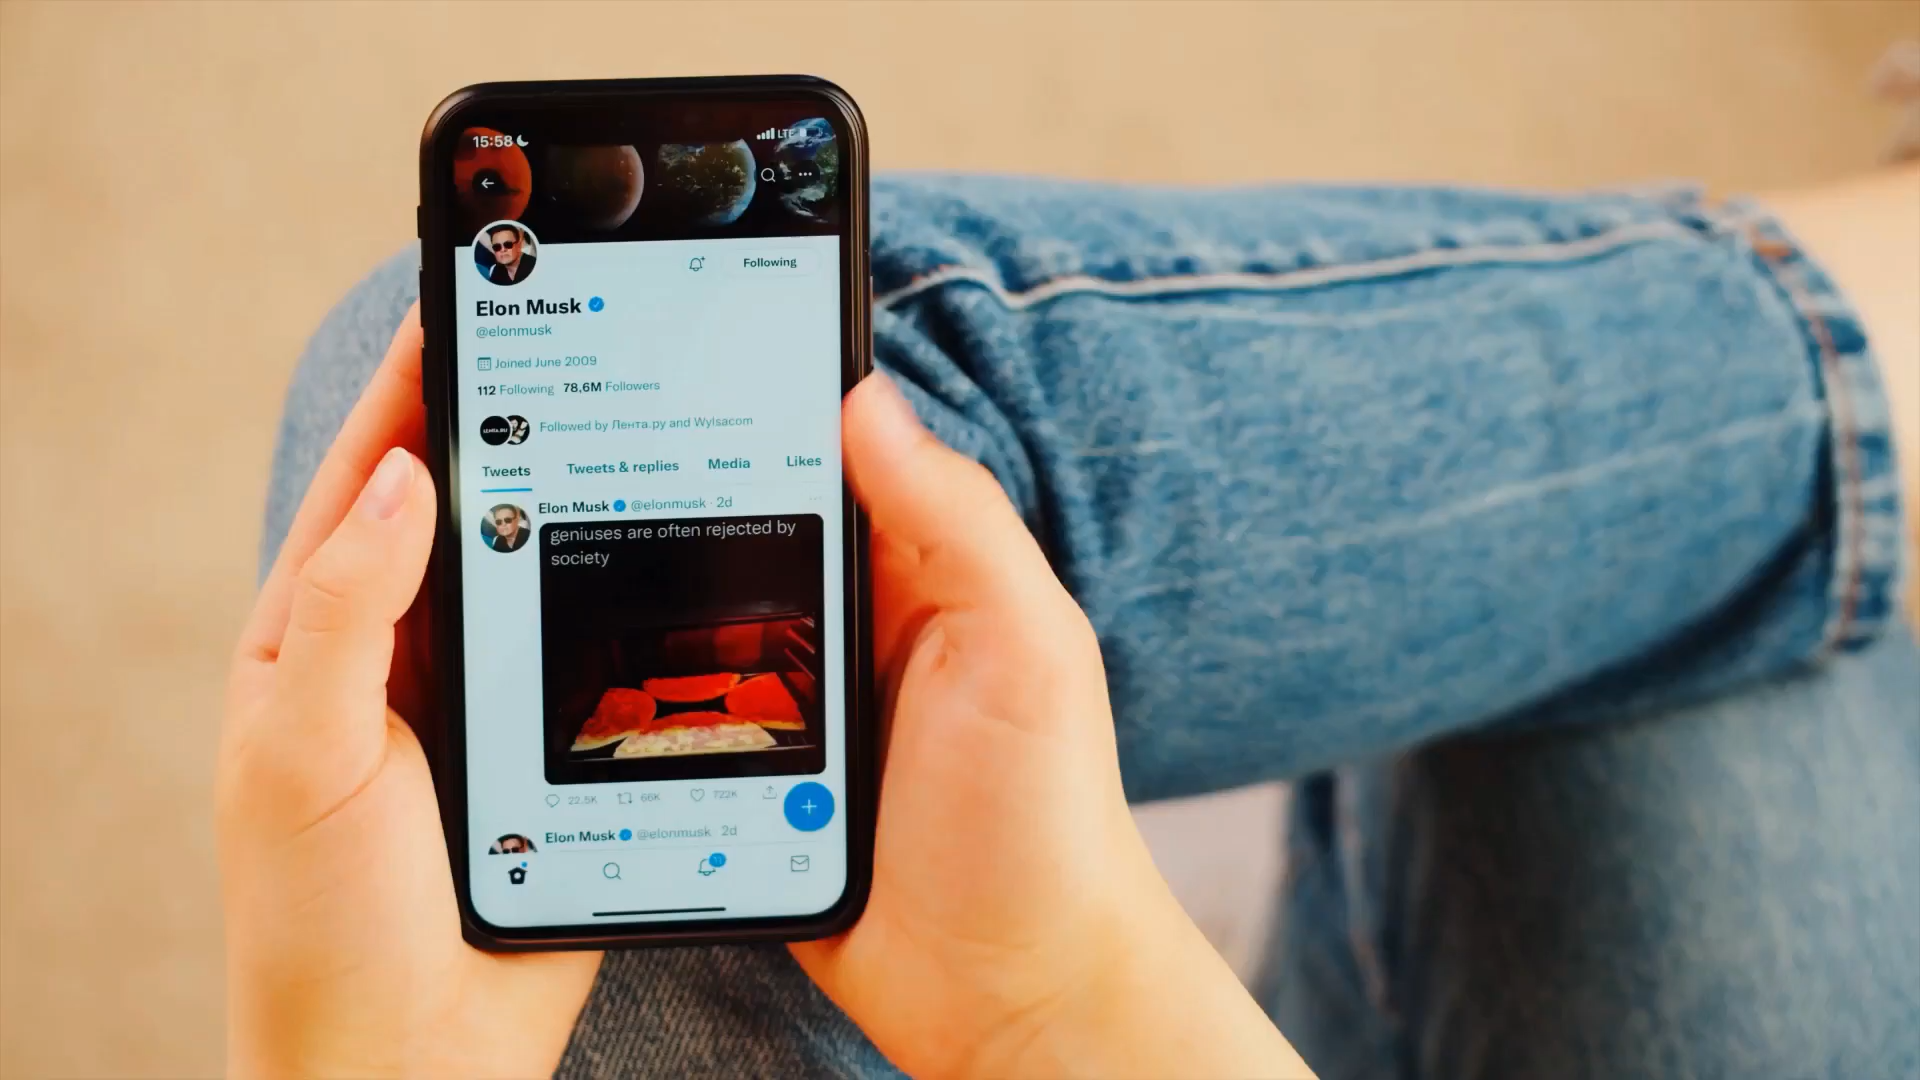 15:58 LTE
Following
Elon Musk
@elonmusk
Joined June 2009
112 Following 78,6M Followers
ЛЕНТА.RU
Followed by Лента.ру and Wylsacom
Tweets Tweets & replies Media Likes
Elon Musk @elonmusk · 2d
geniuses are often rejected by
society
22.5K 66K 722K
Elon Musk @elonmusk · 2d